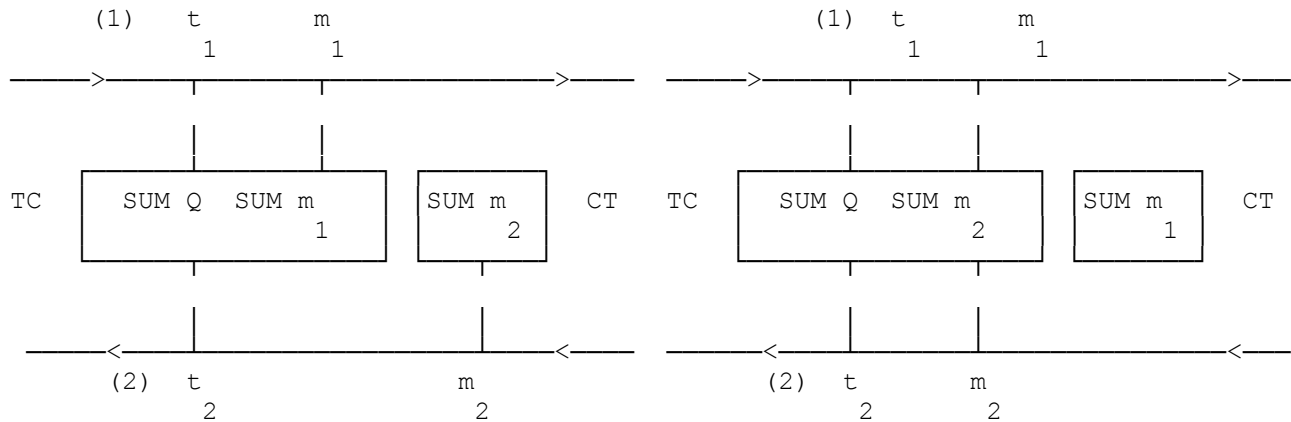 (1) t m (1) t m
1 1 1 1
TC SUM Q SUM m SUM m CT TC SUM Q SUM m SUM m CT
1 2 2 1
(2) t m (2) t m
2 2 2 2